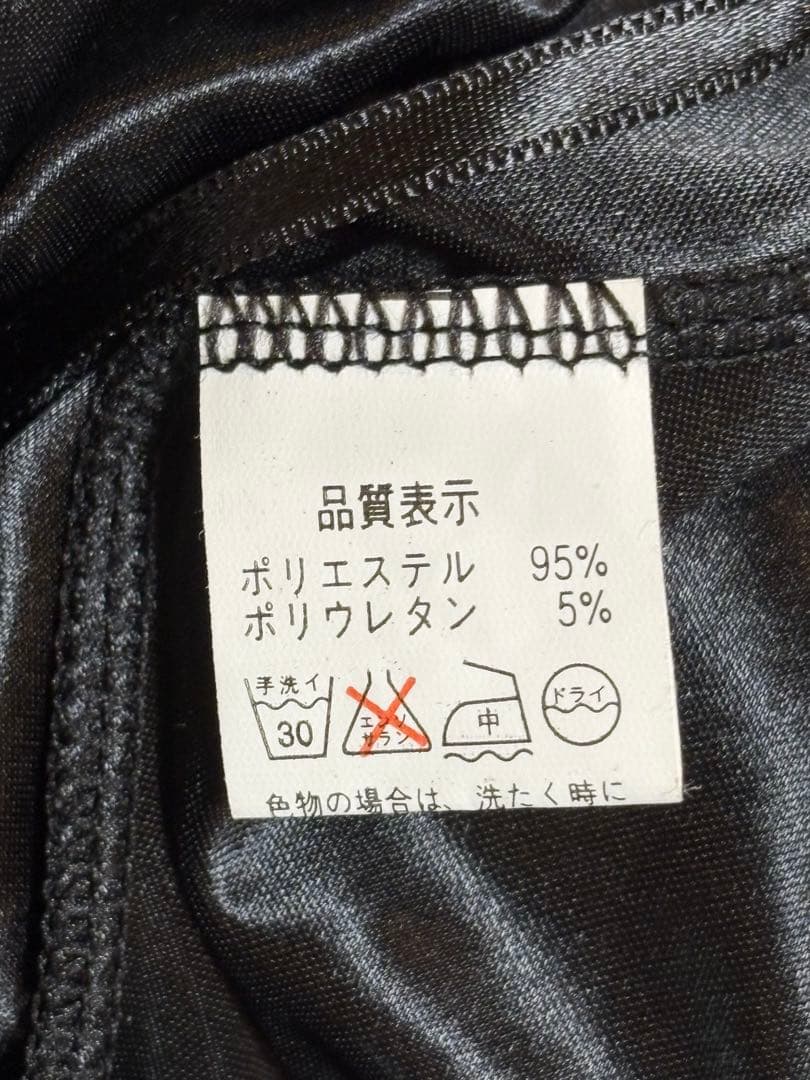 品質表示
ポリエステル 95%
ポリウレタン 5%
手洗イ 30 エンソサラシ 中 ドライ
色物の場合は、洗たく時に